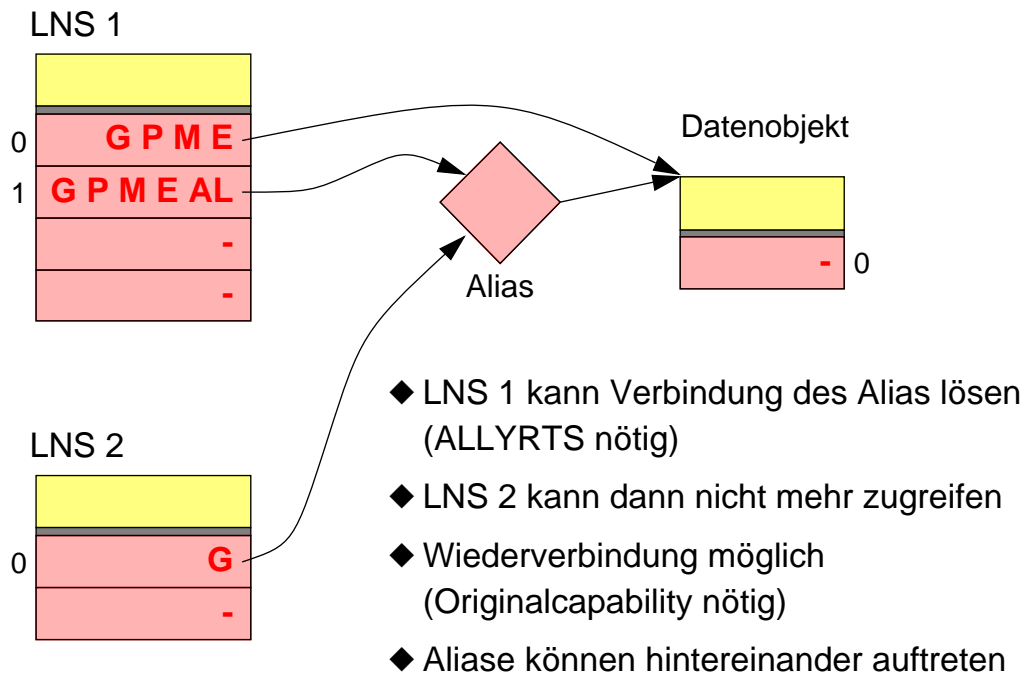 LNS 1
0 G P M E
1 G P M E AL
-
-
Datenobjekt
- 0
Alias
LNS 2
0 G
-
◆ LNS 1 kann Verbindung des Alias lösen
(ALLYRTS nötig)
◆ LNS 2 kann dann nicht mehr zugreifen
◆ Wiederverbindung möglich
(Originalcapability nötig)
◆ Aliase können hintereinander auftreten